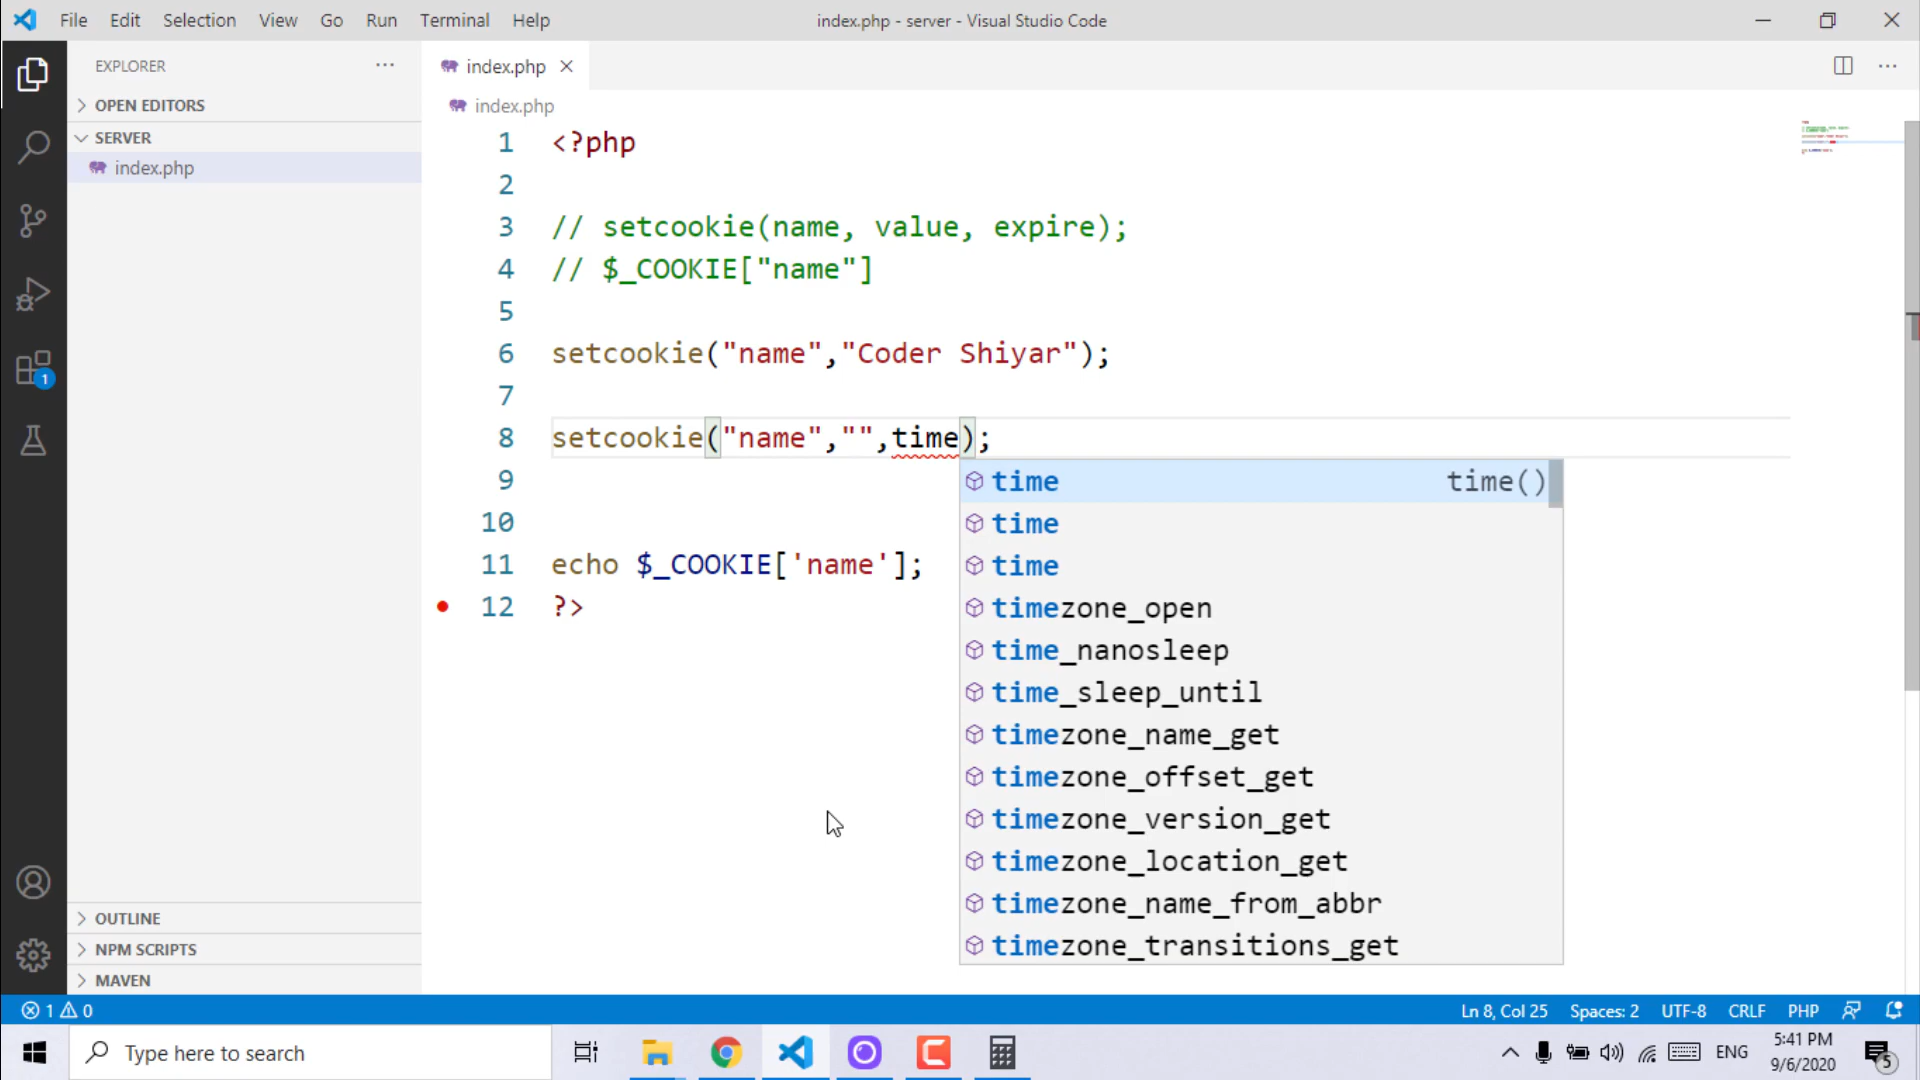 File Edit Selection View Go Run Terminal Help
index.php - server - Visual Studio Code
EXPLORER
index.php
OPEN EDITORS
index.php
SERVER
index.php
1 <?php
2
3 // setcookie(name, value, expire);
4 // $_COOKIE["name"]
5
6 setcookie("name","Coder Shiyar");
7
8 setcookie("name","",time);
9
10
11 echo $_COOKIE['name'];
12 ?>
time time()
time
time
timezone_open
time_nanosleep
time_sleep_until
timezone_name_get
timezone_offset_get
timezone_version_get
timezone_location_get
timezone_name_from_abbr
timezone_transitions_get
1
OUTLINE
NPM SCRIPTS
MAVEN
1 0
Ln 8, Col 25 Spaces: 2 UTF-8 CRLF PHP
Type here to search
ENG
5:41 PM
9/6/2020
5